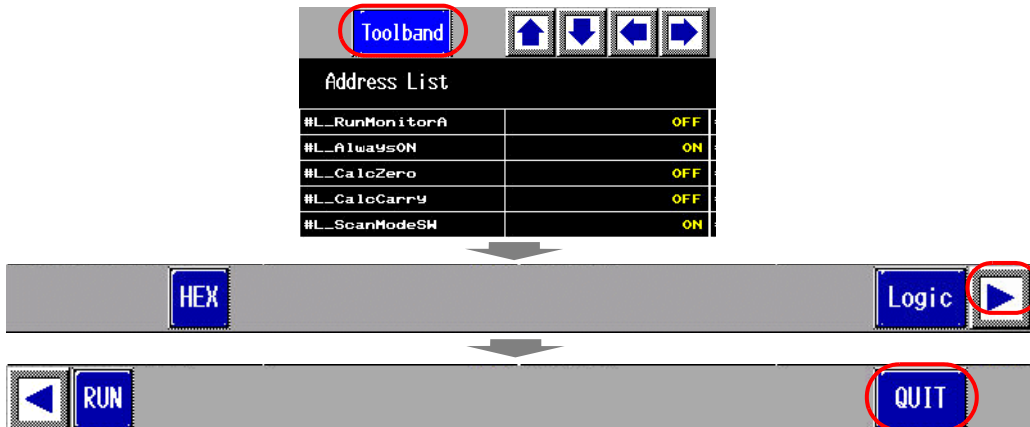 Toolband
Address List
#L_RunMonitorA OFF
#L_AlwaysON ON
#L_CalcZero OFF
#L_CalcCarry OFF
#L_ScanModeSW ON
HEX Logic
RUN QUIT